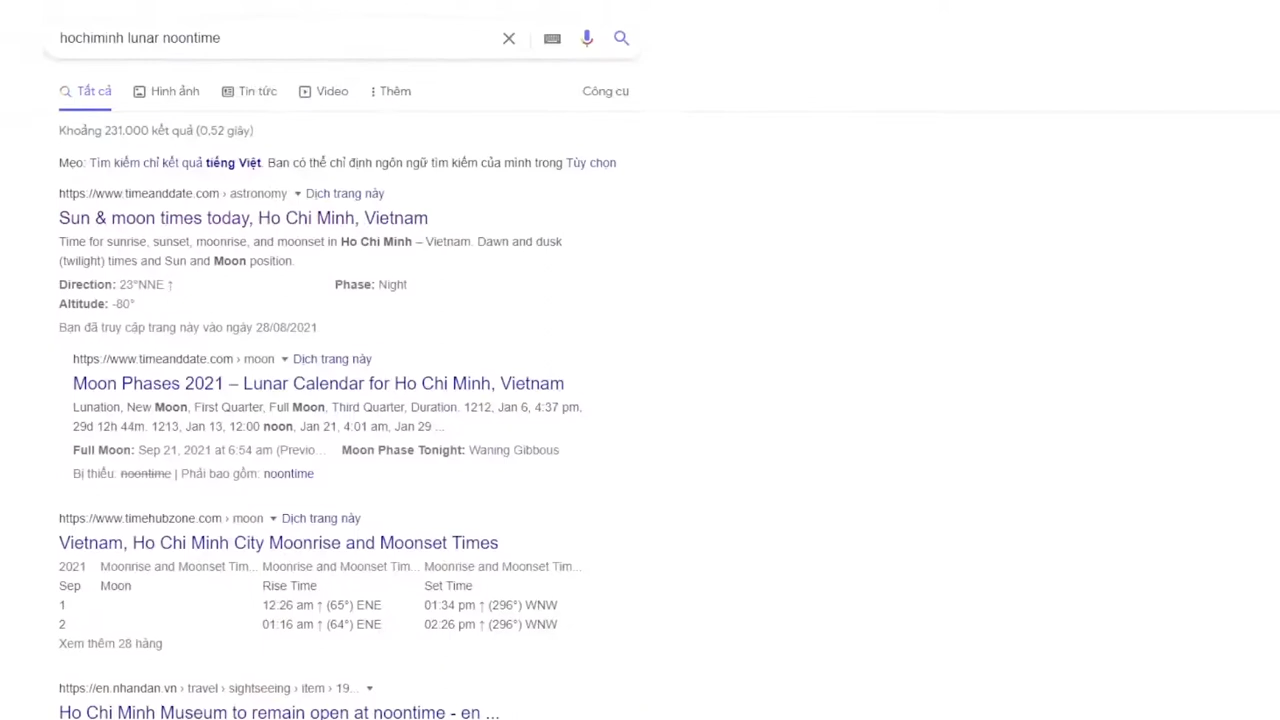 hochiminh lunar noontime
Tất cả Hình ảnh Tin tức Video Thêm Công cụ
Khoảng 231.000 kết quả (0,52 giây)
Mẹo: Tìm kiếm chỉ kết quả tiếng Việt. Bạn có thể chỉ định ngôn ngữ tìm kiếm của mình trong Tùy chọn
https://www.timeanddate.com › astronomy Dịch trang này
Sun & moon times today, Ho Chi Minh, Vietnam
Time for sunrise, sunset, moonrise, and moonset in Ho Chi Minh – Vietnam. Dawn and dusk
(twilight) times and Sun and Moon position.
Direction: 23°NNE ↑ Phase: Night
Altitude: -80°
Bạn đã truy cập trang này vào ngày 28/08/2021
https://www.timeanddate.com › moon Dịch trang này
Moon Phases 2021 – Lunar Calendar for Ho Chi Minh, Vietnam
Lunation, New Moon, First Quarter, Full Moon, Third Quarter, Duration. 1212, Jan 6, 4:37 pm,
29d 12h 44m. 1213, Jan 13, 12:00 noon, Jan 21, 4:01 am, Jan 29 ...
Full Moon: Sep 21, 2021 at 6:54 am (Previo... Moon Phase Tonight: Waning Gibbous
Bị thiếu: noontime | Phải bao gồm: noontime
https://www.timehubzone.com › moon Dịch trang này
Vietnam, Ho Chi Minh City Moonrise and Moonset Times
2021 Moonrise and Moonset Tim... Moonrise and Moonset Tim... Moonrise and Moonset Tim...
Sep Moon Rise Time Set Time
1 12:26 am ↑ (65°) ENE 01:34 pm ↑ (296°) WNW
2 01:16 am ↑ (64°) ENE 02:26 pm ↑ (296°) WNW
Xem thêm 28 hàng
https://en.nhandan.vn › travel › sightseeing › item › 19...
Ho Chi Minh Museum to remain open at noontime - en ...